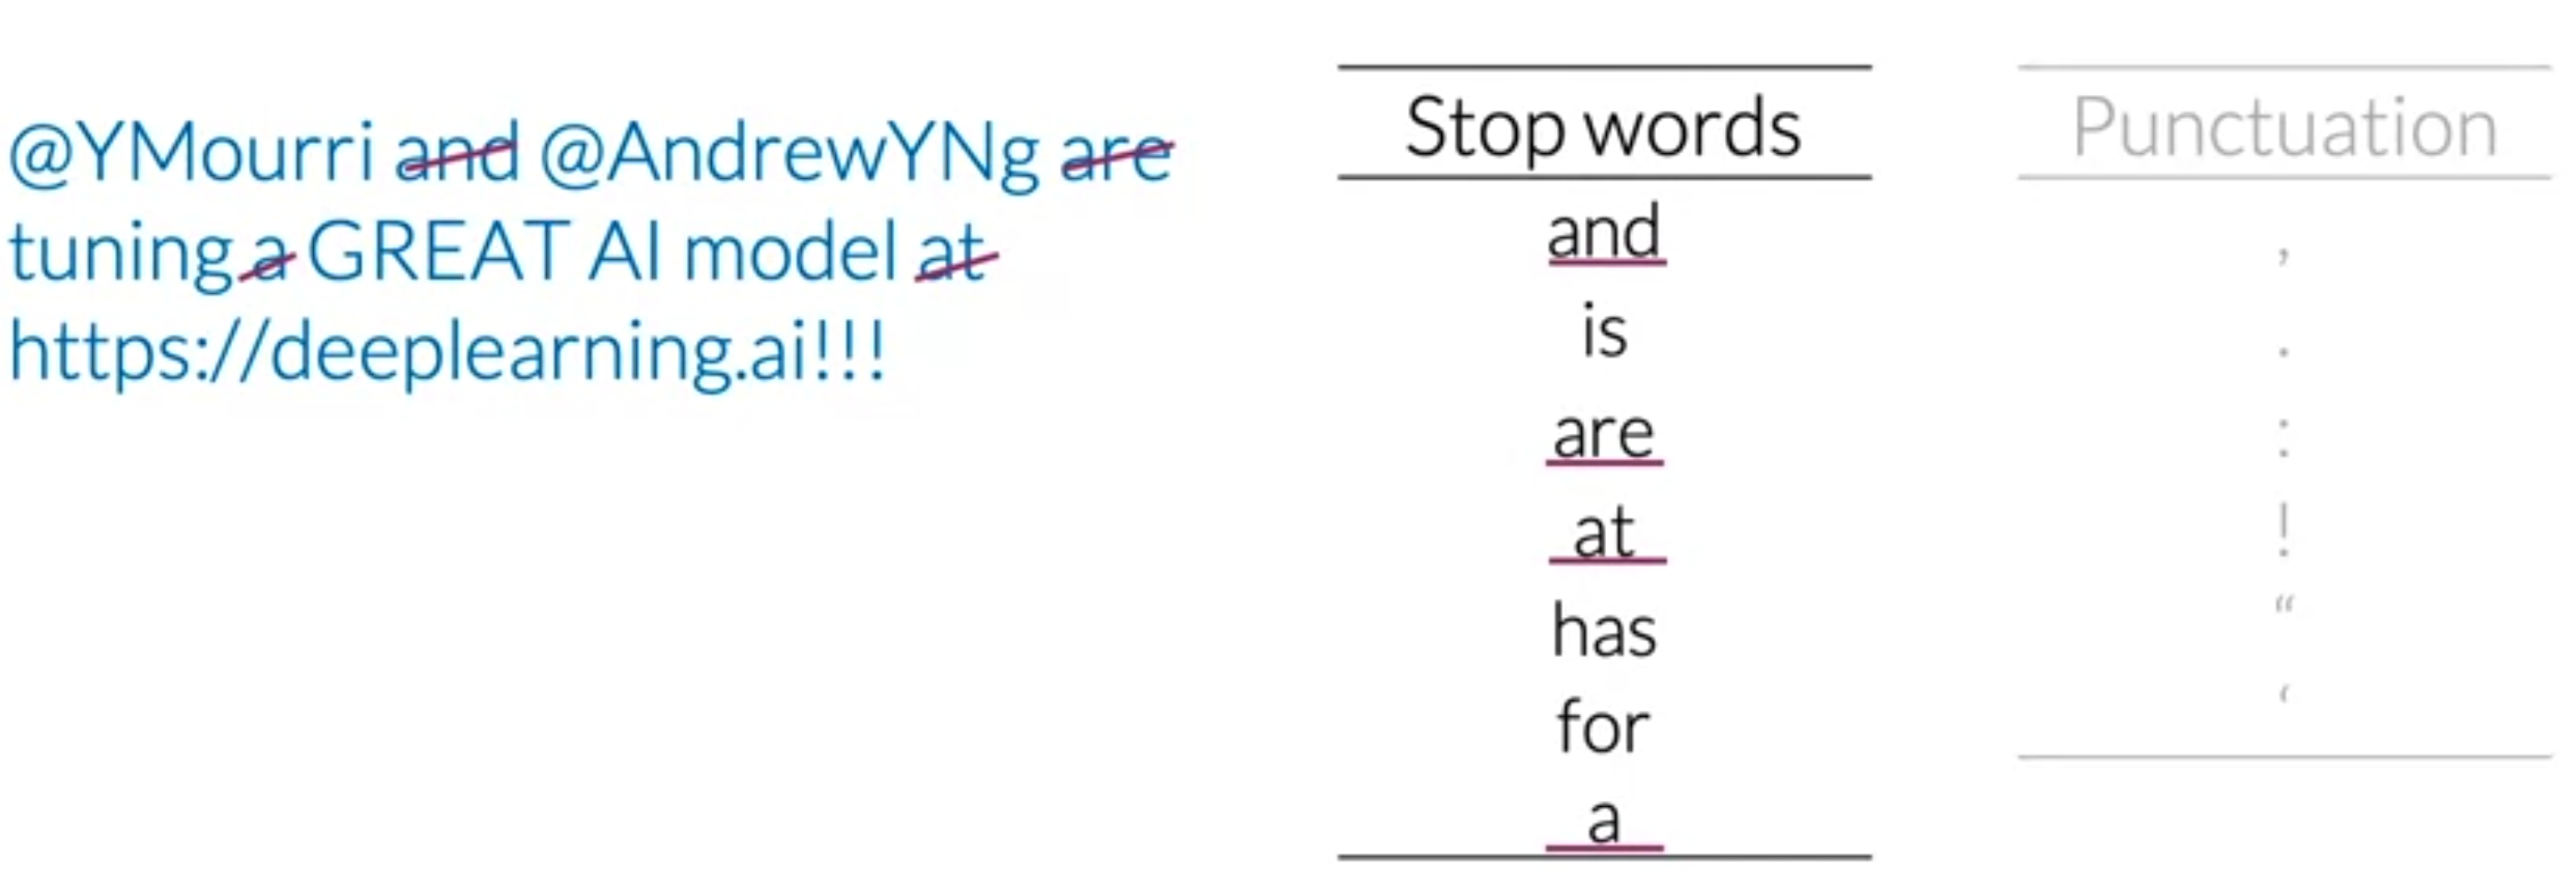 @YMourri and @AndrewYNg are
tuning a GREAT AI model at
https://deeplearning.ai!!!
Stop words
and
is
are
at
has
for
a
Punctuation
,
.
:
!
“
‘